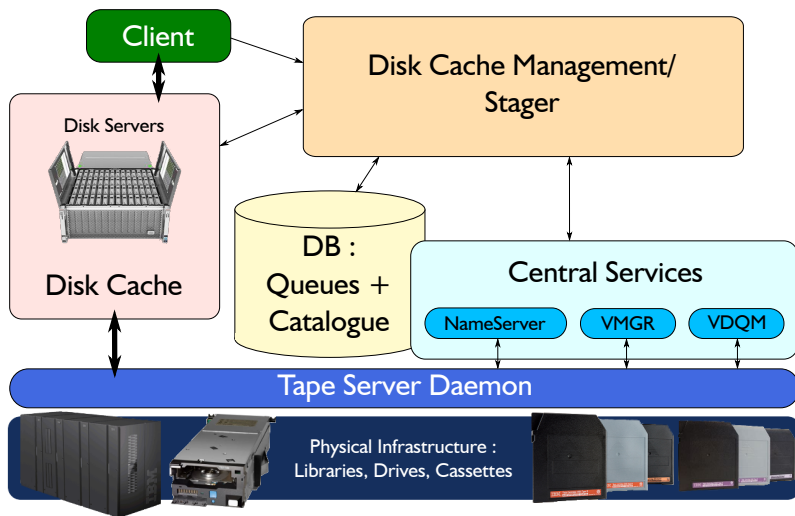 Client
Disk Cache Management/
Stager
Disk Servers
Disk Cache
DB :
Queues +
Catalogue
Central Services
NameServer
VMGR
VDQM
Tape Server Daemon
Physical Infrastructure :
Libraries, Drives, Cassettes
IBM